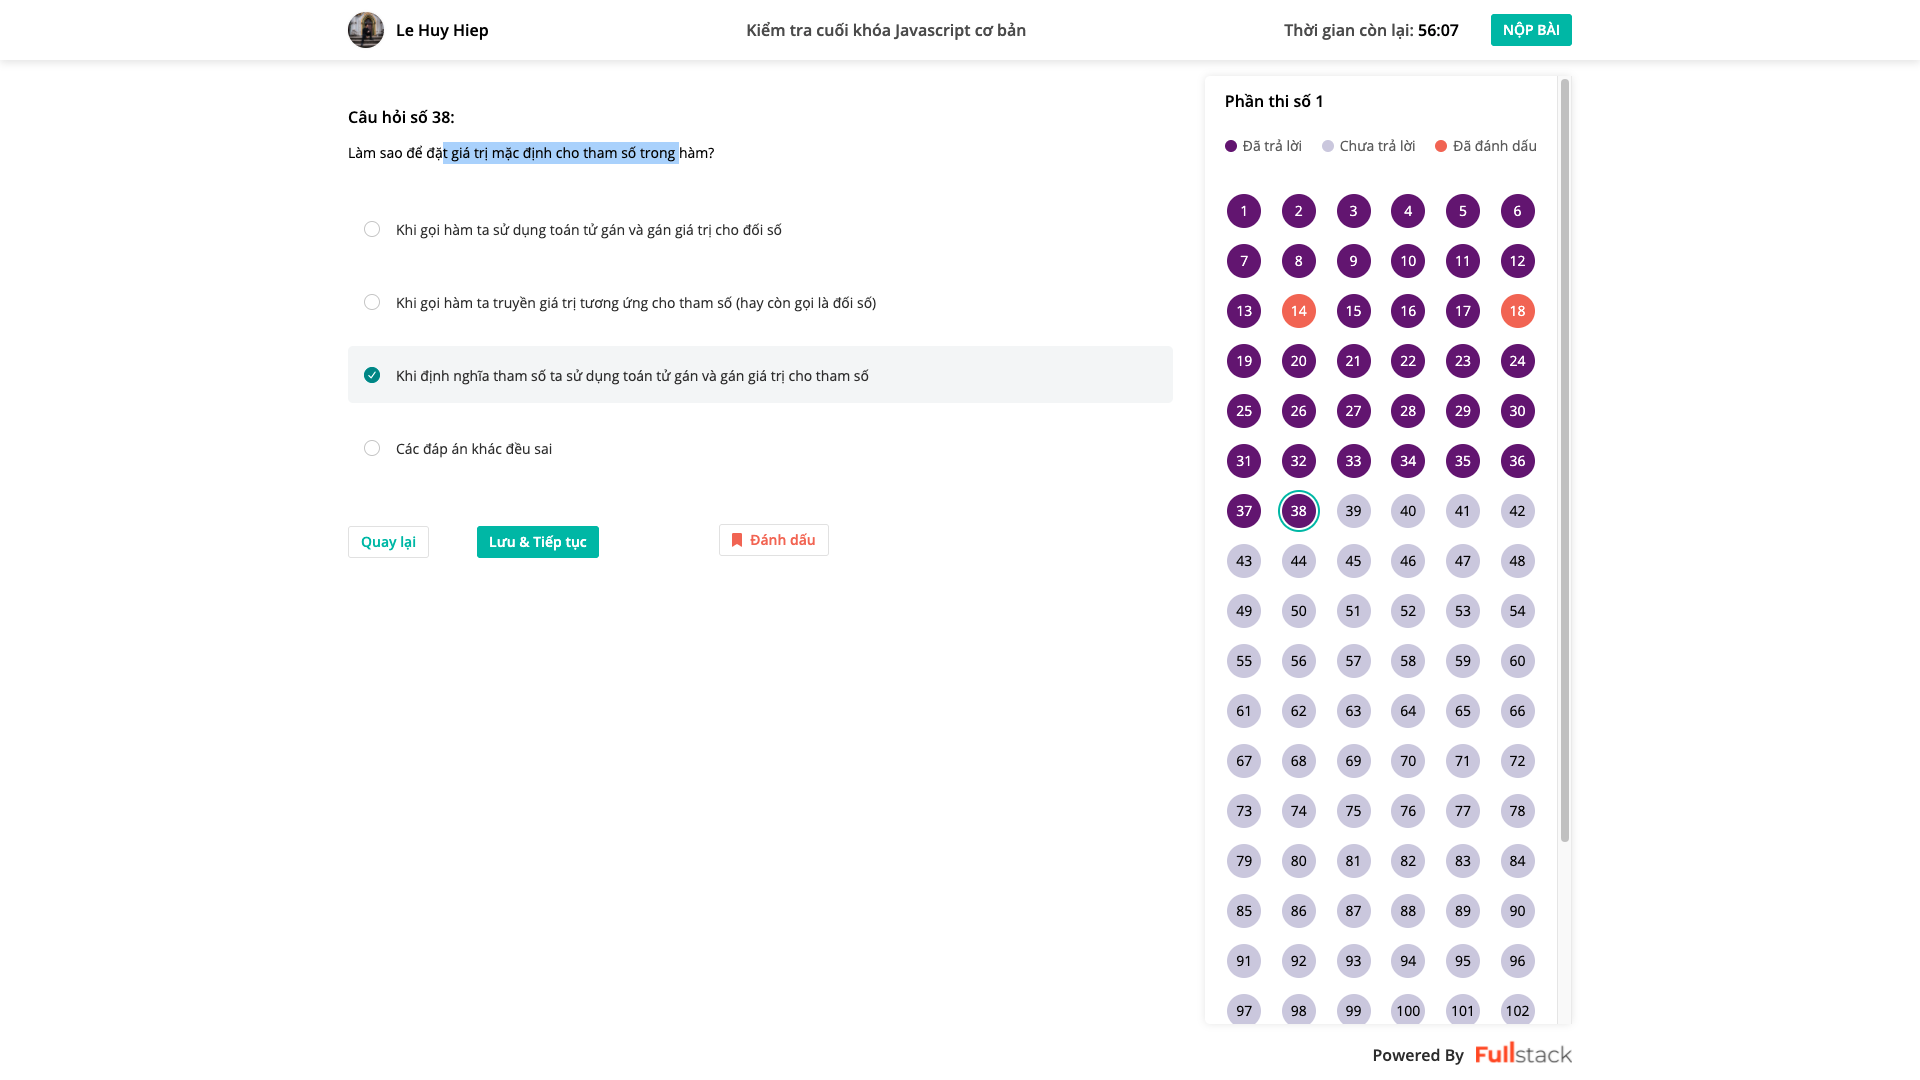 Le Huy Hiep
Kiểm tra cuối khóa Javascript cơ bản
Thời gian còn lại: 56:07
NỘP BÀI
Câu hỏi số 38:
Làm sao để đặt giá trị mặc định cho tham số trong hàm?
Khi gọi hàm ta sử dụng toán tử gán và gán giá trị cho đối số
Khi gọi hàm ta truyền giá trị tương ứng cho tham số (hay còn gọi là đối số)
Khi định nghĩa tham số ta sử dụng toán tử gán và gán giá trị cho tham số
Các đáp án khác đều sai
Quay lại
Lưu & Tiếp tục
Đánh dấu
Phần thi số 1
Đã trả lời Chưa trả lời Đã đánh dấu
1 2 3 4 5 6
7 8 9 10 11 12
13 14 15 16 17 18
19 20 21 22 23 24
25 26 27 28 29 30
31 32 33 34 35 36
37 38 39 40 41 42
43 44 45 46 47 48
49 50 51 52 53 54
55 56 57 58 59 60
61 62 63 64 65 66
67 68 69 70 71 72
73 74 75 76 77 78
79 80 81 82 83 84
85 86 87 88 89 90
91 92 93 94 95 96
97 98 99 100 101 102
Powered By Fullstack